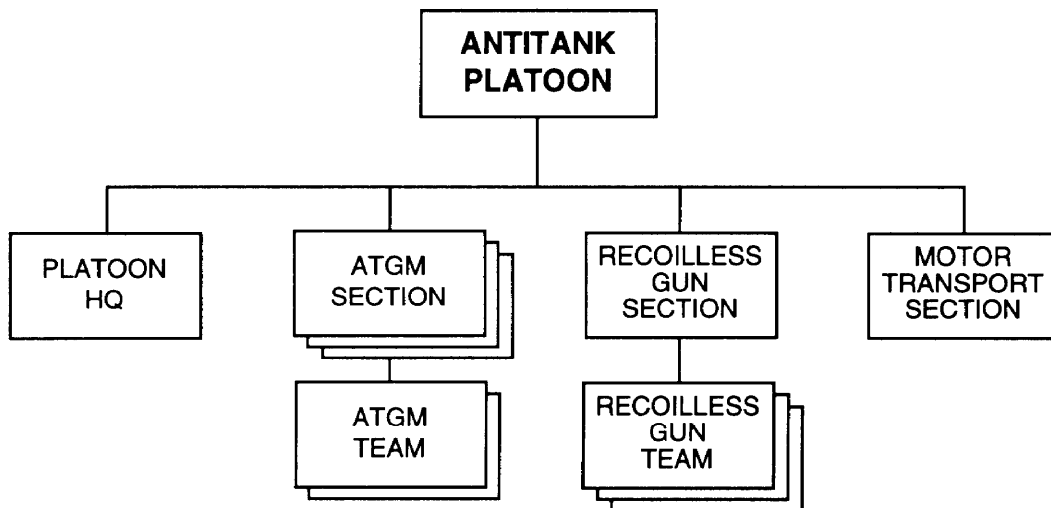 ANTITANK
PLATOON
PLATOON
HQ
ATGM
SECTION
RECOILLESS
GUN
SECTION
MOTOR
TRANSPORT
SECTION
ATGM
TEAM
RECOILLESS
GUN
TEAM